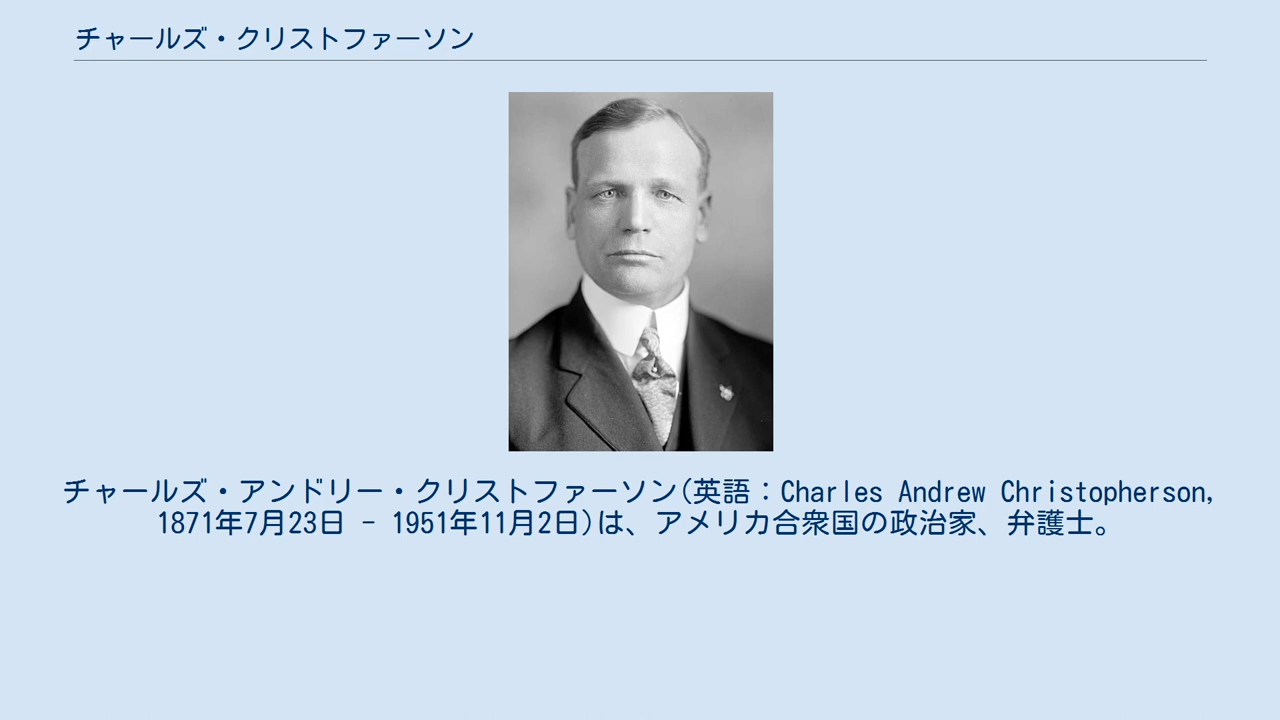 チャールズ・クリストファーソン
チャールズ・アンドリー・クリストファーソン(英語：Charles Andrew Christopherson,
1871年7月23日 - 1951年11月2日)は、アメリカ合衆国の政治家、弁護士。